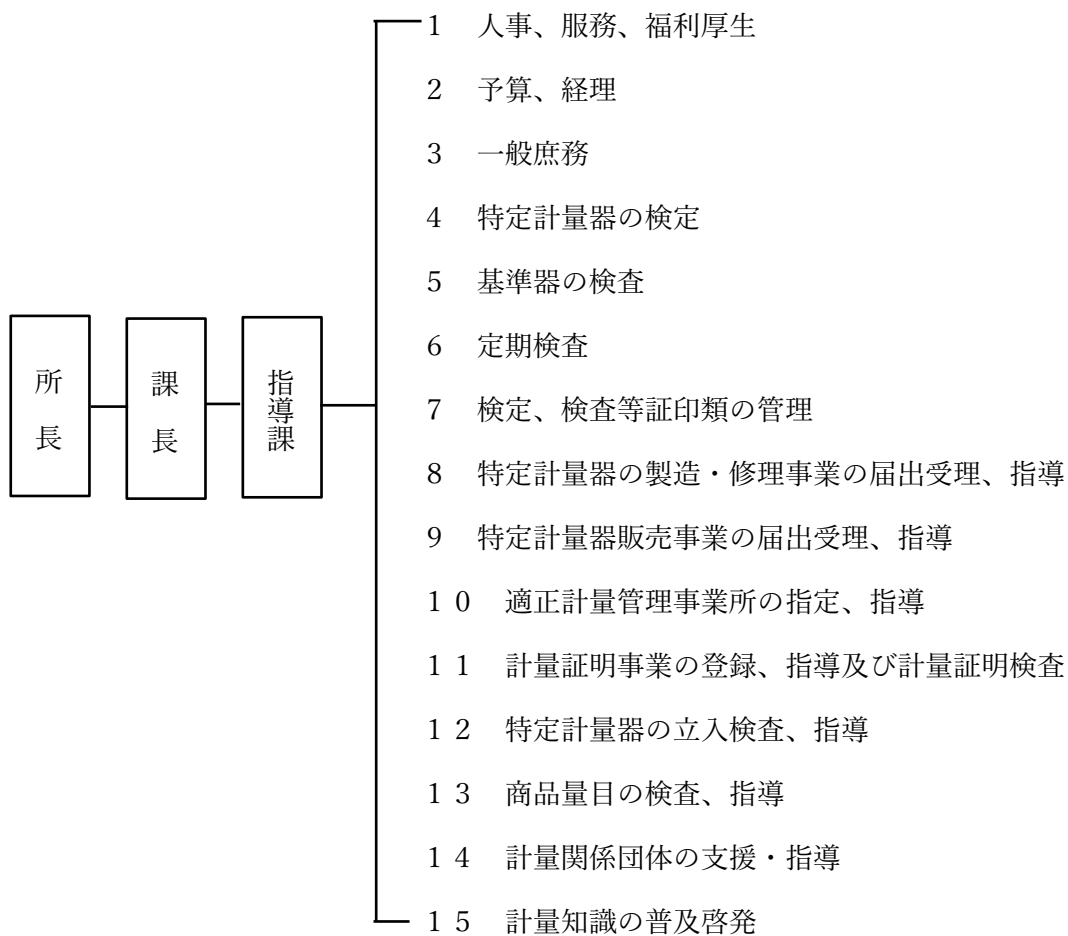 所長
課長
指導課
１　人事、服務、福利厚生
２　予算、経理
３　一般庶務
４　特定計量器の検定
５　基準器の検査
６　定期検査
７　検定、検査等証印類の管理
８　特定計量器の製造・修理事業の届出受理、指導
９　特定計量器販売事業の届出受理、指導
１０　適正計量管理事業所の指定、指導
１１　計量証明事業の登録、指導及び計量証明検査
１２　特定計量器の立入検査、指導
１３　商品量目の検査、指導
１４　計量関係団体の支援・指導
１５　計量知識の普及啓発